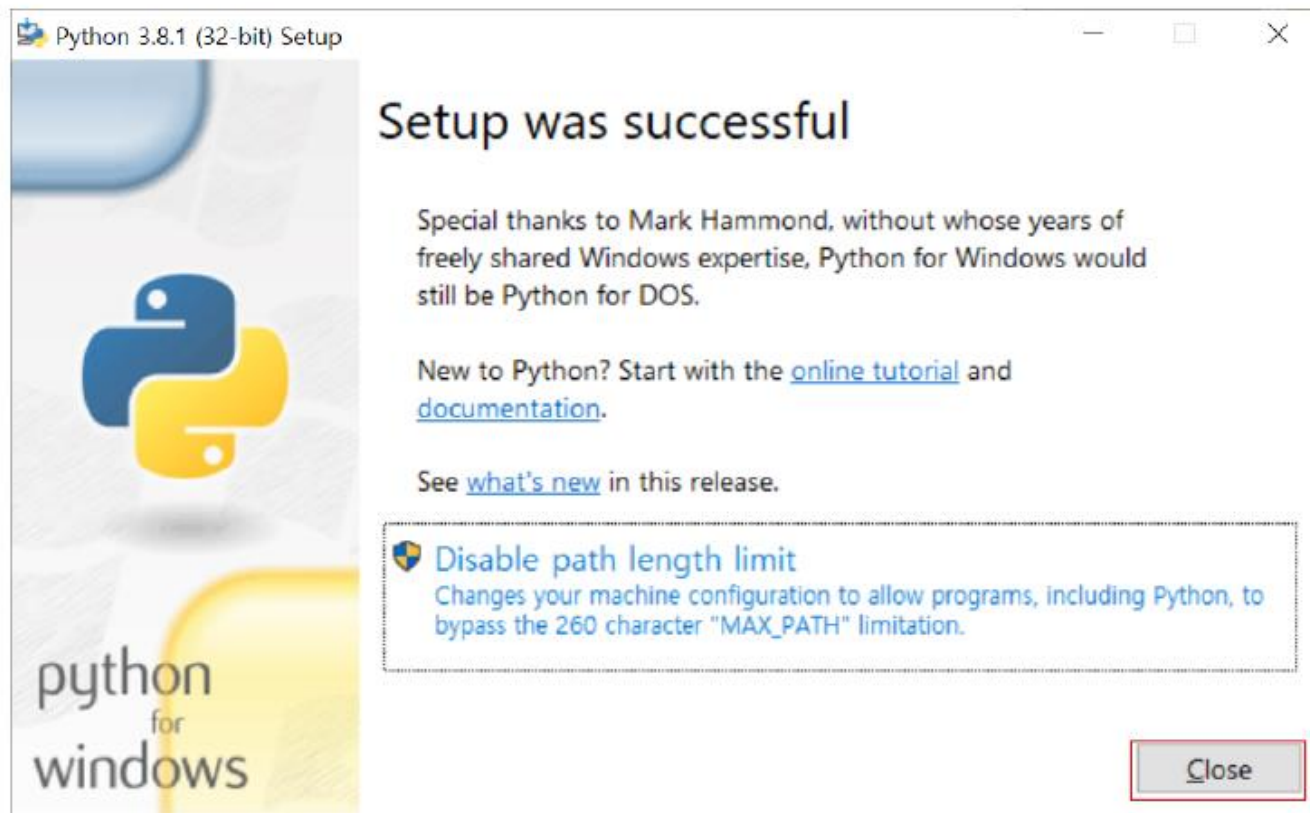 Python 3.8.1 (32-bit) Setup
Setup was successful
Special thanks to Mark Hammond, without whose years of
freely shared Windows expertise, Python for Windows would
still be Python for DOS.
New to Python? Start with the online tutorial and
documentation.
See what's new in this release.
Disable path length limit
Changes your machine configuration to allow programs, including Python, to
bypass the 260 character "MAX_PATH" limitation.
python
for
windows
Close